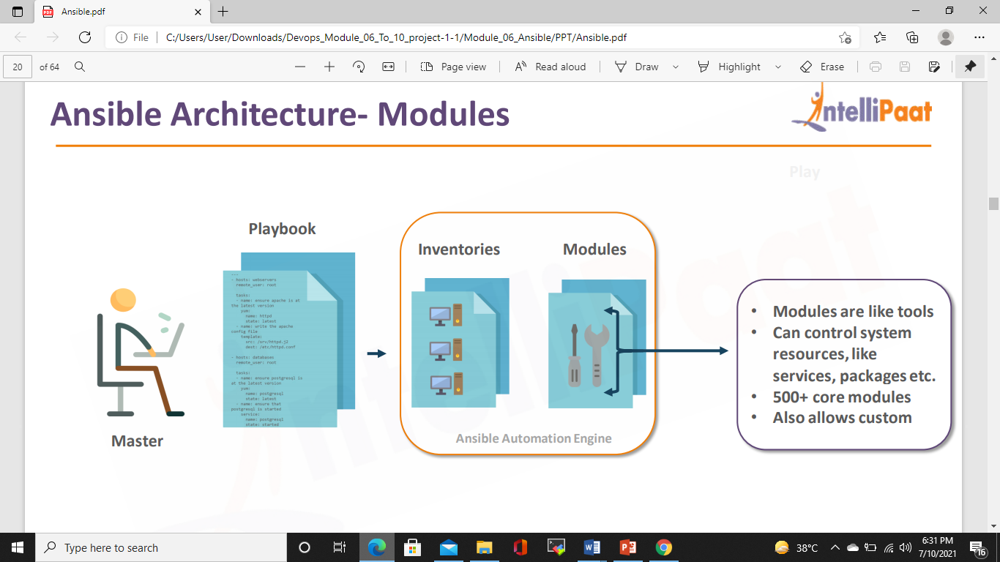 Ansible.pdf
File
C:/Users/User/Downloads/Devops_Module_06_To_10_project-1-1/Module_06_Ansible/PPT/Ansible.pdf
20 of 64
Page view
Read aloud
Draw
Highlight
Erase
Ansible Architecture- Modules
IntelliPaat
Play
Playbook
---
- hosts: webservers
remote_user: root
tasks:
- name: ensure apache is at
the latest version
yum:
name: httpd
state: latest
- name: write the apache
config file
template:
src: /srv/httpd.j2
dest: /etc/httpd.conf
- hosts: databases
remote_user: root
tasks:
- name: ensure postgresql is
at the latest version
yum:
name: postgresql
state: latest
- name: ensure that
postgresql is started
service:
name: postgresql
state: started
Master
Inventories
Modules
Ansible Automation Engine
• Modules are like tools
• Can control system
resources, like
services, packages etc.
• 500+ core modules
• Also allows custom
Type here to search
38°C
6:31 PM
7/10/2021
16